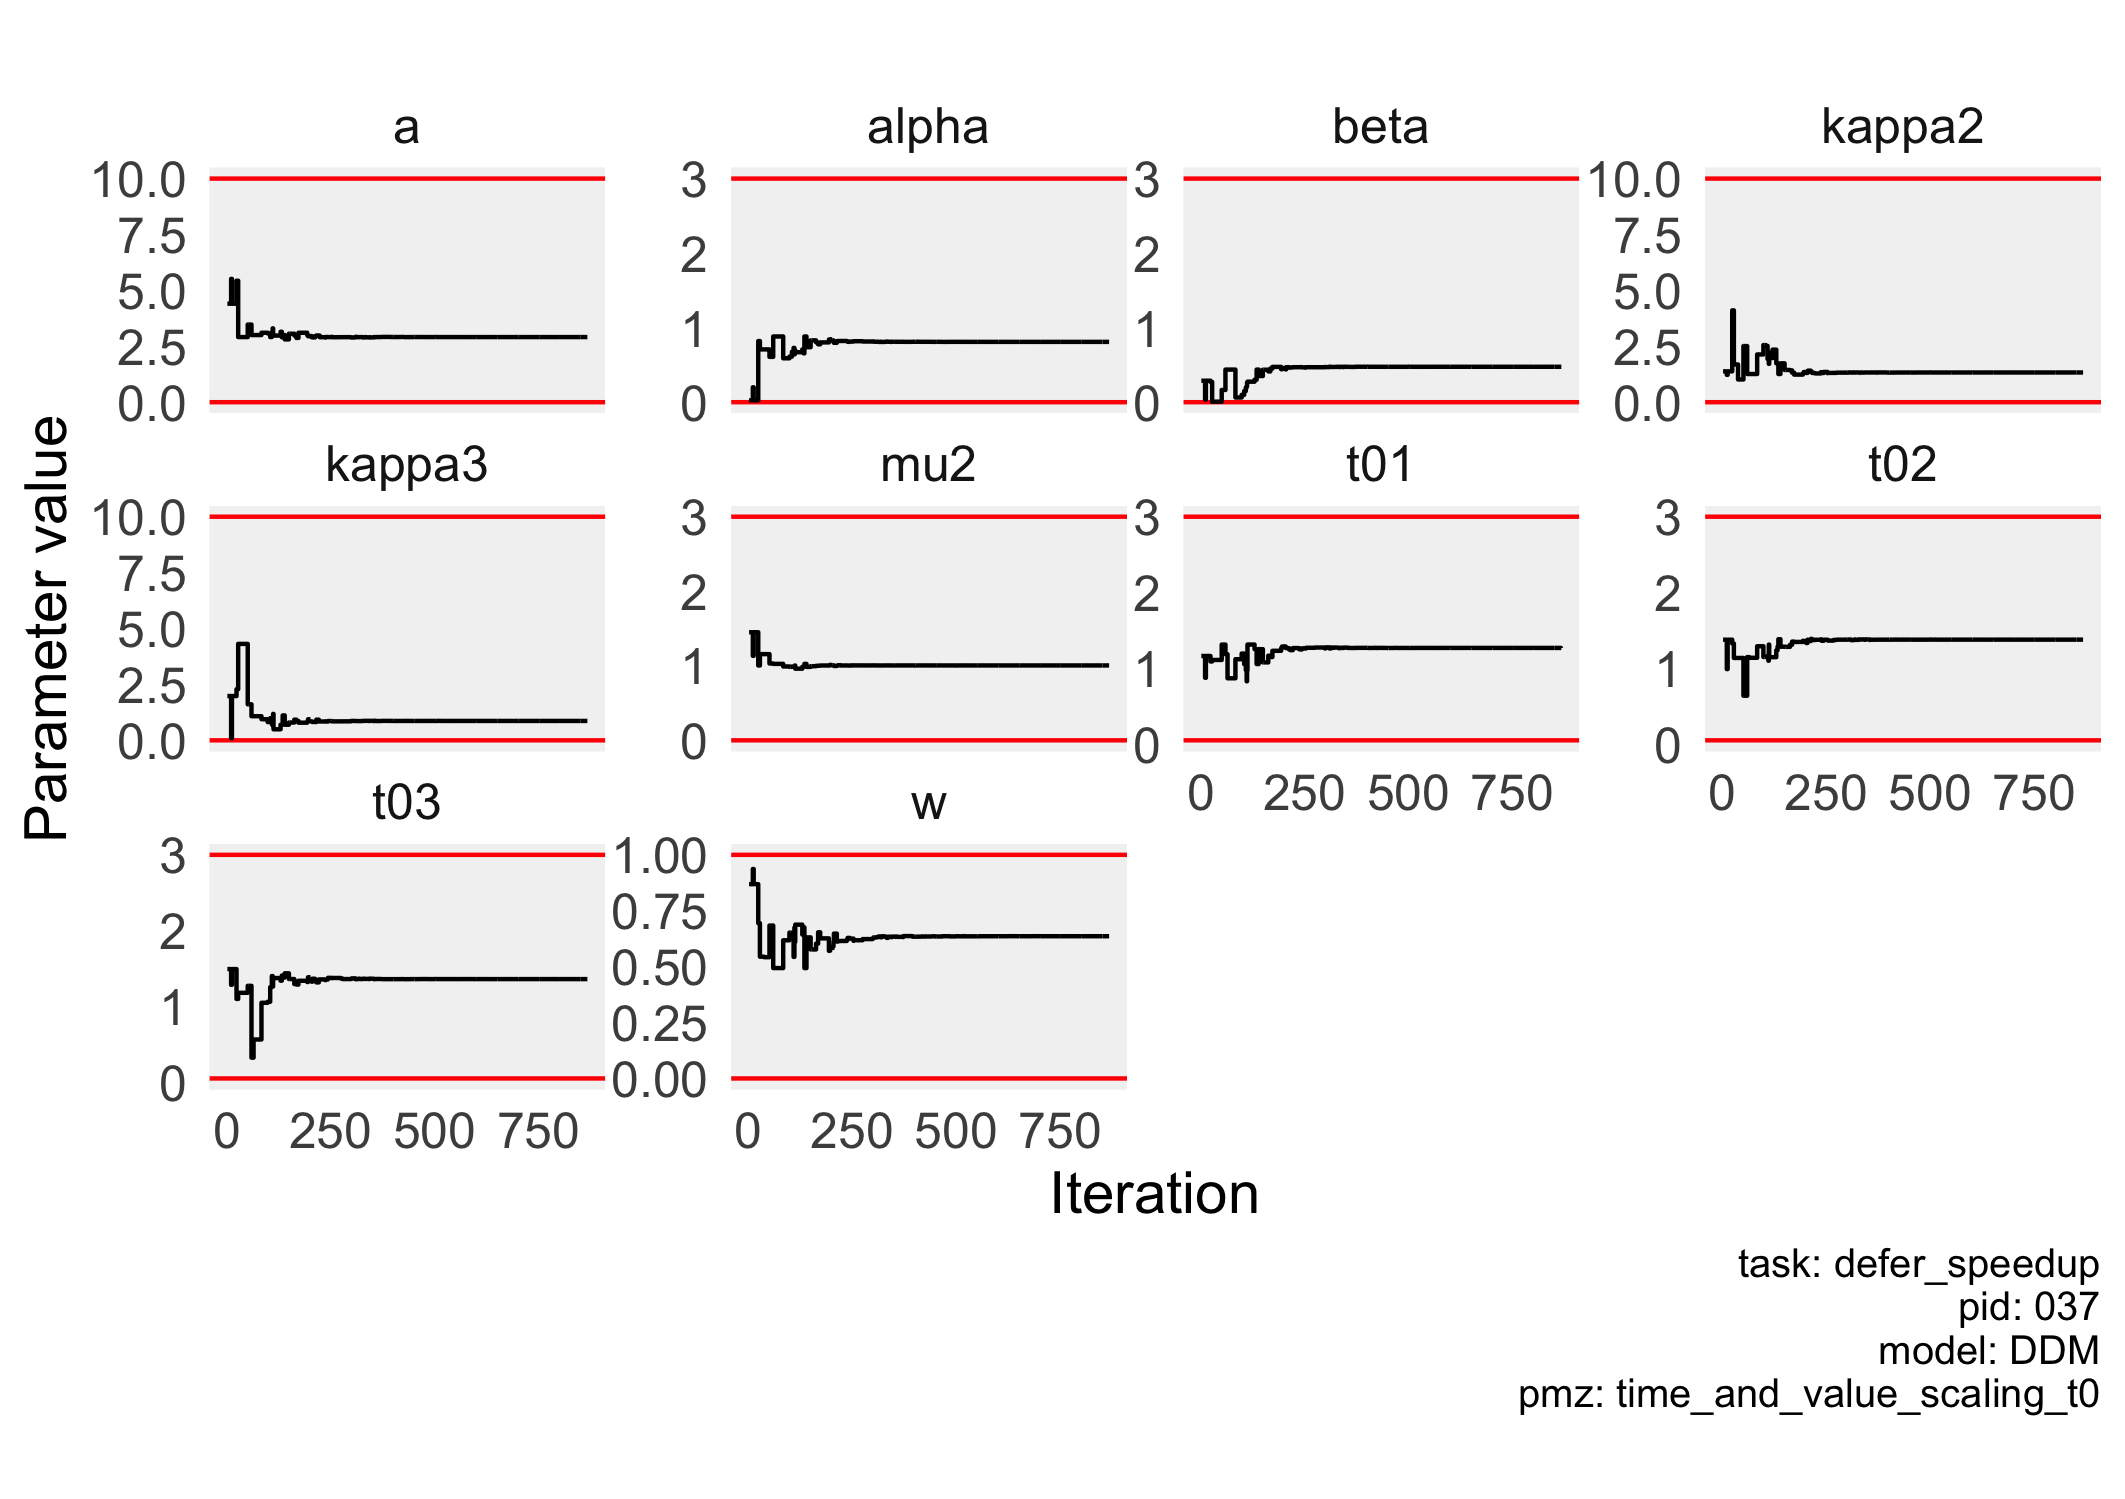 a alpha beta kappa2
10.0 3 3 10.0
7.5 2 2 7.5
5.0 1 1 5.0
2.5 0 0 2.5
0.0 0.0
kappa3 mu2 t01 t02
10.0 3 3 3
7.5 2 2 2
5.0 1 1 1
2.5 0 0 0
0.0
0 250 500 750 0 250 500 750
t03 w
3 1.00
2 0.75
1 0.50
0 0.25
0.00
0 250 500 750 0 250 500 750
Parameter value
Iteration
task: defer_speedup
pid: 037
model: DDM
pmz: time_and_value_scaling_t0